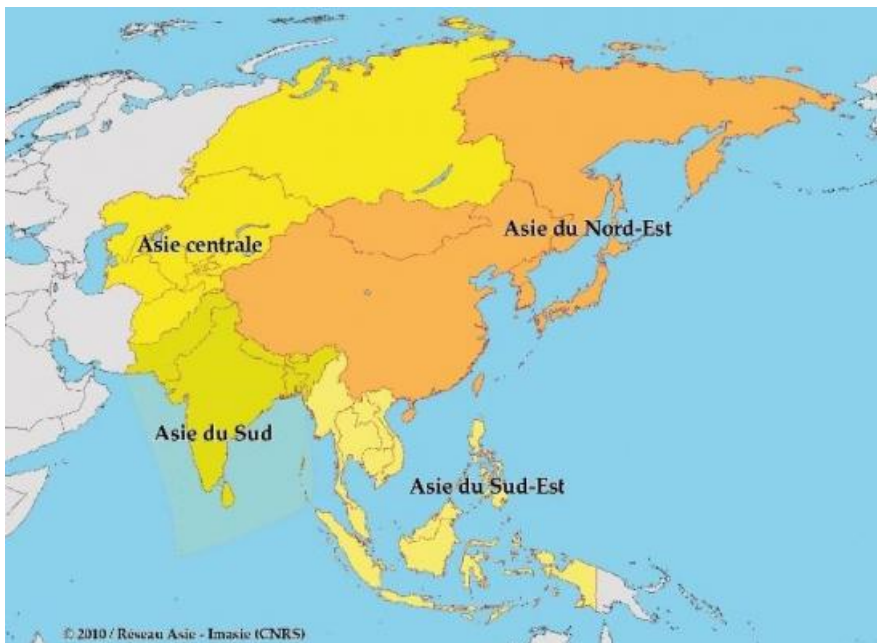 Asie du Nord-Est
Asie centrale
Asie du Sud
Asie du Sud-Est
© 2010 / Réseau Asie - Imasie (CNRS)